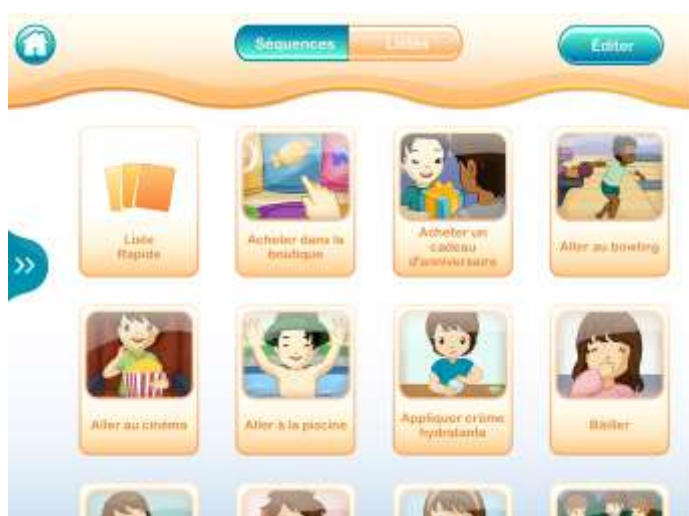 Séquences
Listes
Éditer
Liste
Rapide
Acheter dans la
boutique
Acheter un
cadeau
d'anniversaire
Aller au bowling
Aller au cinéma
Aller à la piscine
Appliquer crème
hydratante
Bâiller